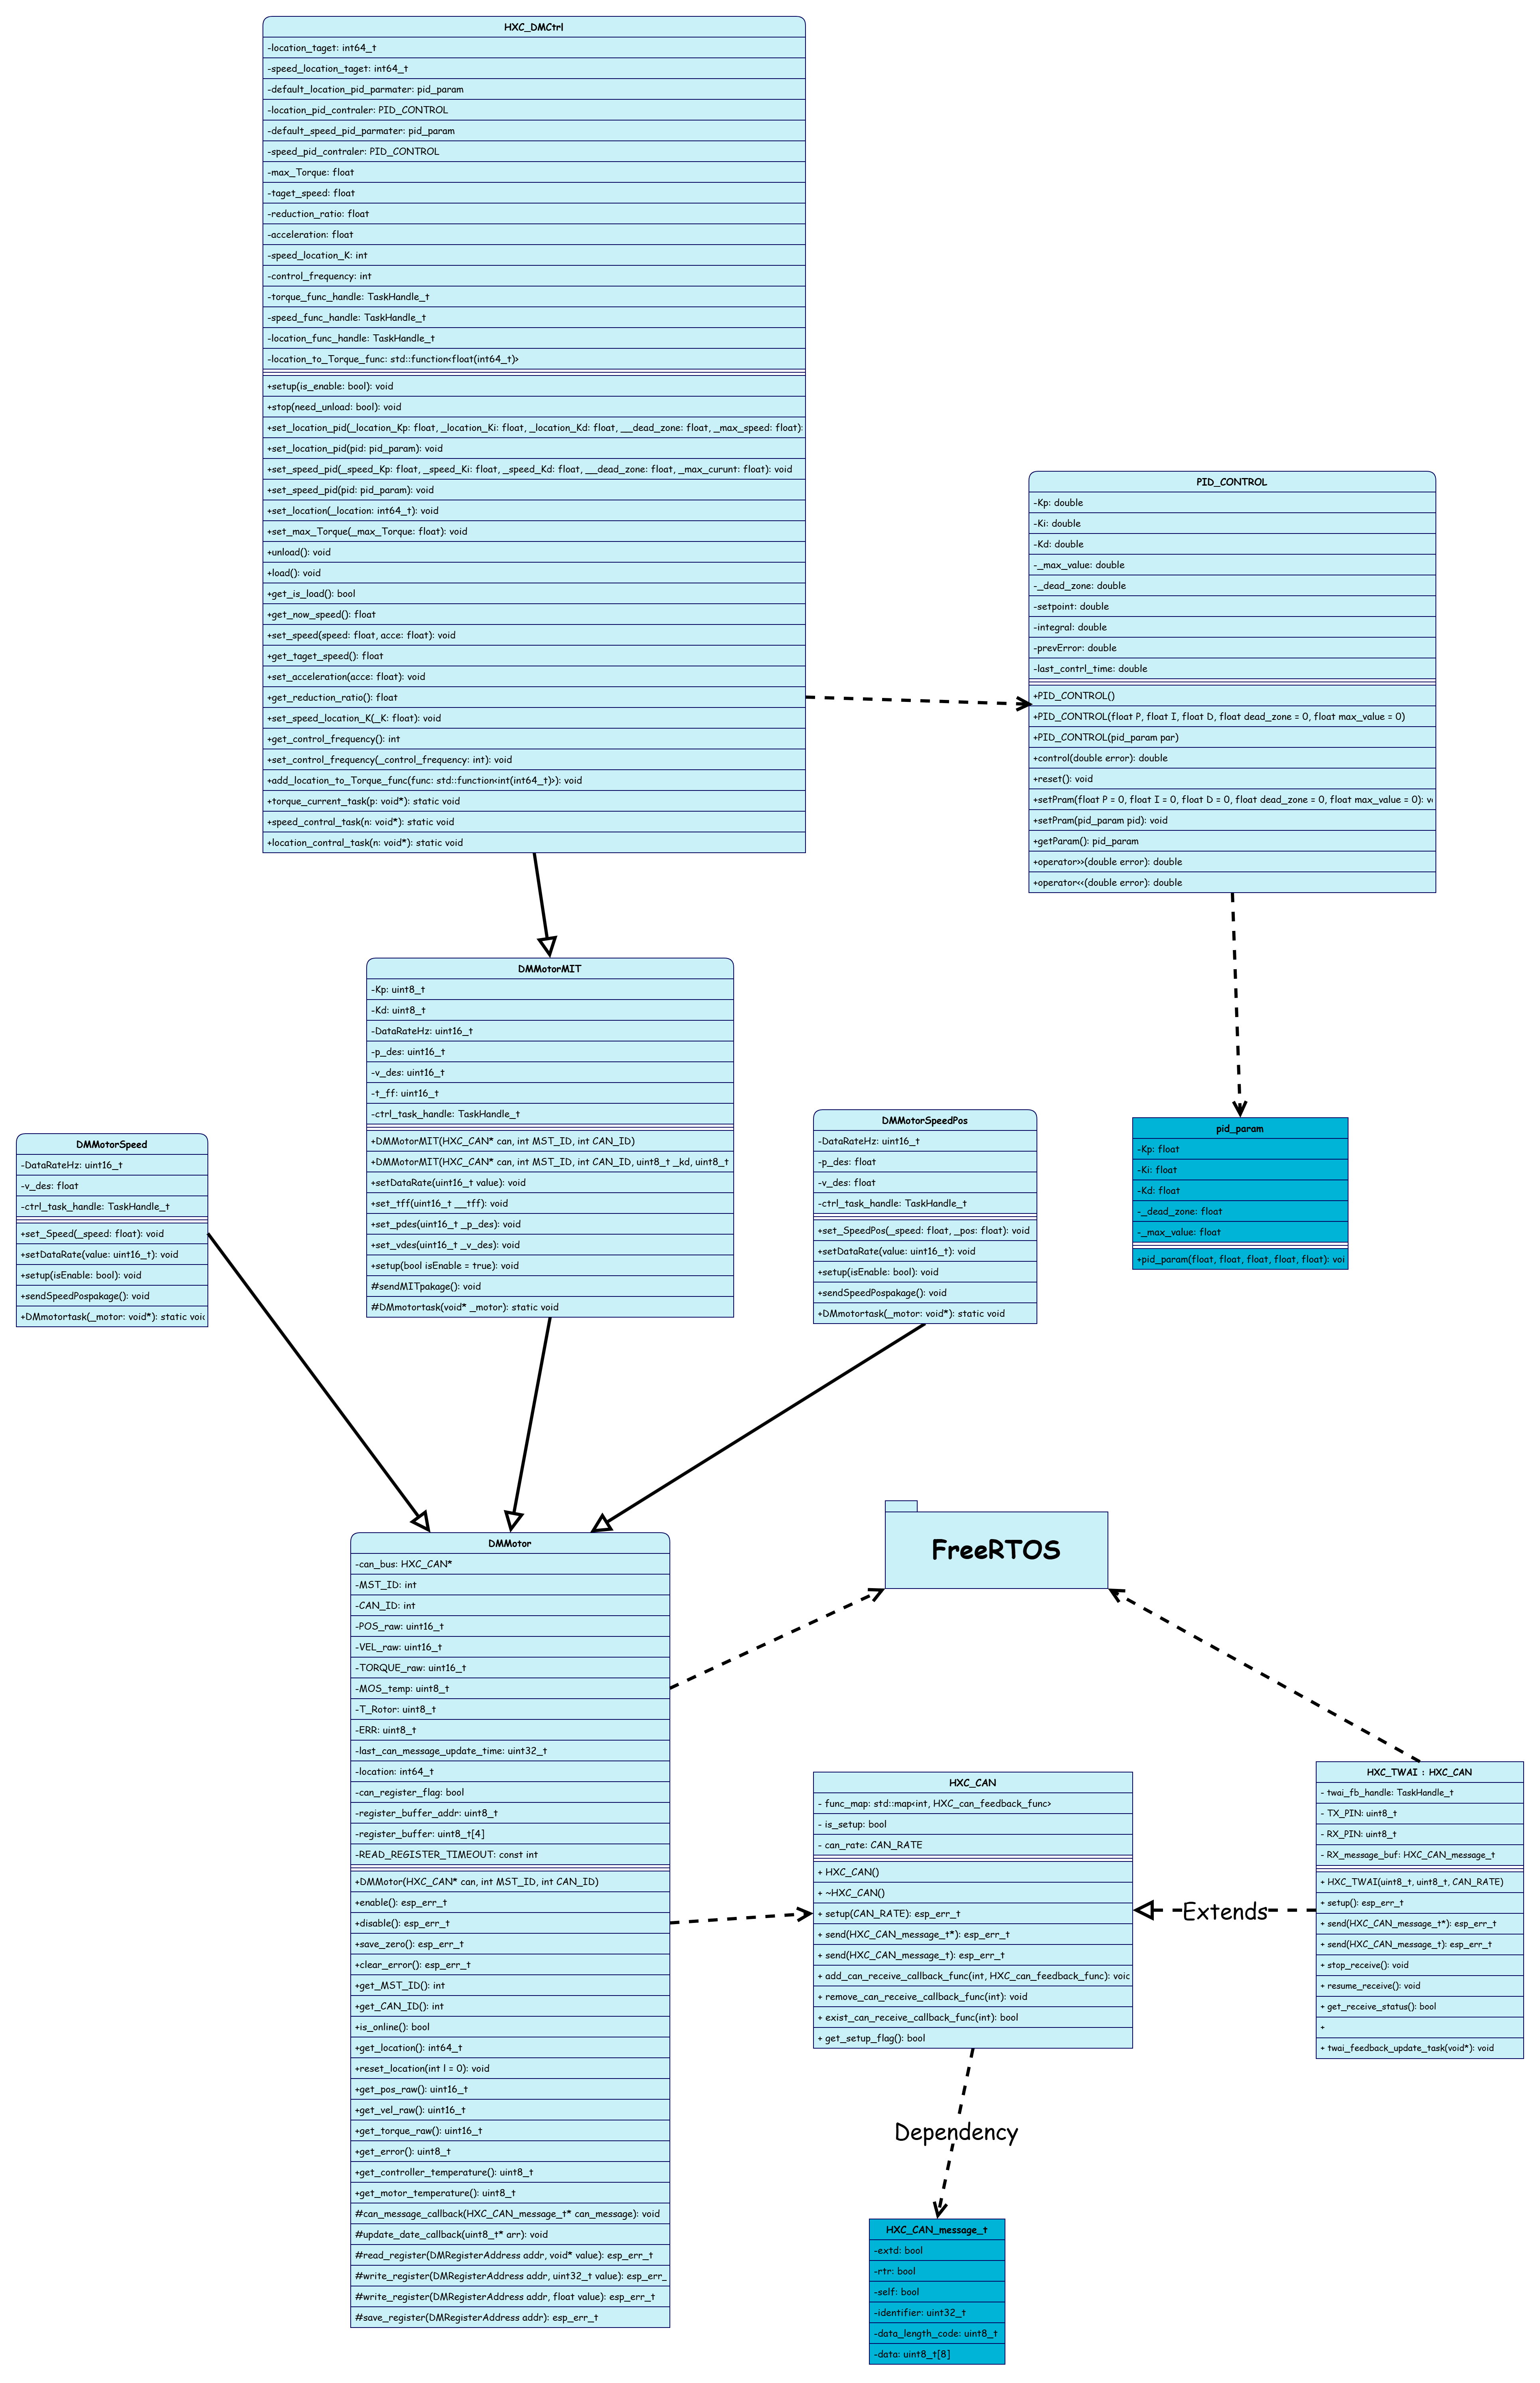 HXC_DMCtrl
-location_taget: int64_t
-speed_location_taget: int64_t
-default_location_pid_parmater: pid_param
-location_pid_contraler: PID_CONTROL
-default_speed_pid_parmater: pid_param
-speed_pid_contraler: PID_CONTROL
-max_Torque: float
-taget_speed: float
-reduction_ratio: float
-acceleration: float
-speed_location_K: int
-control_frequency: int
-torque_func_handle: TaskHandle_t
-speed_func_handle: TaskHandle_t
-location_func_handle: TaskHandle_t
-location_to_Torque_func: std::function<float(int64_t)>
+setup(is_enable: bool): void
+stop(need_unload: bool): void
+set_location_pid(_location_Kp: float, _location_Ki: float, _location_Kd: float, __dead_zone: float, _max_speed: float):
+set_location_pid(pid: pid_param): void
+set_speed_pid(_speed_Kp: float, _speed_Ki: float, _speed_Kd: float, __dead_zone: float, _max_curunt: float): void
+set_speed_pid(pid: pid_param): void
+set_location(_location: int64_t): void
+set_max_Torque(_max_Torque: float): void
+unload(): void
+load(): void
+get_is_load(): bool
+get_now_speed(): float
+set_speed(speed: float, acce: float): void
+get_taget_speed(): float
+set_acceleration(acce: float): void
+get_reduction_ratio(): float
+set_speed_location_K(_K: float): void
+get_control_frequency(): int
+set_control_frequency(_control_frequency: int): void
+add_location_to_Torque_func(func: std::function<int(int64_t)>): void
+torque_current_task(p: void*): static void
+speed_contral_task(n: void*): static void
+location_contral_task(n: void*): static void
PID_CONTROL
-Kp: double
-Ki: double
-Kd: double
-_max_value: double
-_dead_zone: double
-setpoint: double
-integral: double
-prevError: double
-last_contrl_time: double
+PID_CONTROL()
+PID_CONTROL(float P, float I, float D, float dead_zone = 0, float max_value = 0)
+PID_CONTROL(pid_param par)
+control(double error): double
+reset(): void
+setPram(float P = 0, float I = 0, float D = 0, float dead_zone = 0, float max_value = 0): v
+setPram(pid_param pid): void
+getParam(): pid_param
+operator>>(double error): double
+operator<<(double error): double
DMMotorMIT
-Kp: uint8_t
-Kd: uint8_t
-DataRateHz: uint16_t
-p_des: uint16_t
-v_des: uint16_t
-t_ff: uint16_t
-ctrl_task_handle: TaskHandle_t
+DMMotorMIT(HXC_CAN* can, int MST_ID, int CAN_ID)
+DMMotorMIT(HXC_CAN* can, int MST_ID, int CAN_ID, uint8_t _kd, uint8_t
+setDataRate(uint16_t value): void
+set_tff(uint16_t __tff): void
+set_pdes(uint16_t _p_des): void
+set_vdes(uint16_t _v_des): void
+setup(bool isEnable = true): void
#sendMITpakage(): void
#DMmotortask(void* _motor): static void
DMMotorSpeed
-DataRateHz: uint16_t
-v_des: float
-ctrl_task_handle: TaskHandle_t
+set_Speed(_speed: float): void
+setDataRate(value: uint16_t): void
+setup(isEnable: bool): void
+sendSpeedPospakage(): void
+DMmotortask(_motor: void*): static voi
DMMotorSpeedPos
-DataRateHz: uint16_t
-p_des: float
-v_des: float
-ctrl_task_handle: TaskHandle_t
+set_SpeedPos(_speed: float, _pos: float): void
+setDataRate(value: uint16_t): void
+setup(isEnable: bool): void
+sendSpeedPospakage(): void
+DMmotortask(_motor: void*): static void
pid_param
-Kp: float
-Ki: float
-Kd: float
-_dead_zone: float
-_max_value: float
+pid_param(float, float, float, float, float): voi
FreeRTOS
DMMotor
-can_bus: HXC_CAN*
-MST_ID: int
-CAN_ID: int
-POS_raw: uint16_t
-VEL_raw: uint16_t
-TORQUE_raw: uint16_t
-MOS_temp: uint8_t
-T_Rotor: uint8_t
-ERR: uint8_t
-last_can_message_update_time: uint32_t
-location: int64_t
-can_register_flag: bool
-register_buffer_addr: uint8_t
-register_buffer: uint8_t[4]
-READ_REGISTER_TIMEOUT: const int
+DMMotor(HXC_CAN* can, int MST_ID, int CAN_ID)
+enable(): esp_err_t
+disable(): esp_err_t
+save_zero(): esp_err_t
+clear_error(): esp_err_t
+get_MST_ID(): int
+get_CAN_ID(): int
+is_online(): bool
+get_location(): int64_t
+reset_location(int l = 0): void
+get_pos_raw(): uint16_t
+get_vel_raw(): uint16_t
+get_torque_raw(): uint16_t
+get_error(): uint8_t
+get_controller_temperature(): uint8_t
+get_motor_temperature(): uint8_t
#can_message_callback(HXC_CAN_message_t* can_message): void
#update_date_callback(uint8_t* arr): void
#read_register(DMRegisterAddress addr, void* value): esp_err_t
#write_register(DMRegisterAddress addr, uint32_t value): esp_err_
#write_register(DMRegisterAddress addr, float value): esp_err_t
#save_register(DMRegisterAddress addr): esp_err_t
HXC_CAN
- func_map: std::map<int, HXC_can_feedback_func>
- is_setup: bool
- can_rate: CAN_RATE
+ HXC_CAN()
+ ~HXC_CAN()
+ setup(CAN_RATE): esp_err_t
+ send(HXC_CAN_message_t*): esp_err_t
+ send(HXC_CAN_message_t): esp_err_t
+ add_can_receive_callback_func(int, HXC_can_feedback_func): voi
+ remove_can_receive_callback_func(int): void
+ exist_can_receive_callback_func(int): bool
+ get_setup_flag(): bool
Extends
HXC_TWAI : HXC_CAN
- twai_fb_handle: TaskHandle_t
- TX_PIN: uint8_t
- RX_PIN: uint8_t
- RX_message_buf: HXC_CAN_message_t
+ HXC_TWAI(uint8_t, uint8_t, CAN_RATE)
+ setup(): esp_err_t
+ send(HXC_CAN_message_t*): esp_err_t
+ send(HXC_CAN_message_t): esp_err_t
+ stop_receive(): void
+ resume_receive(): void
+ get_receive_status(): bool
+
+ twai_feedback_update_task(void*): void
Dependency
HXC_CAN_message_t
-extd: bool
-rtr: bool
-self: bool
-identifier: uint32_t
-data_length_code: uint8_t
-data: uint8_t[8]